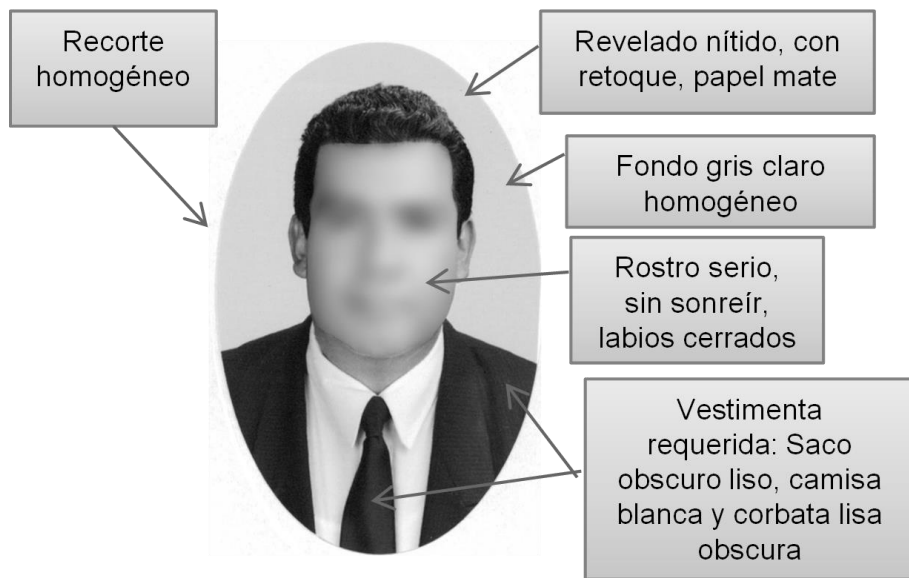 Recorte
homogéneo
Revelado nítido, con
retoque, papel mate
Fondo gris claro
homogéneo
Rostro serio,
sin sonreír,
labios cerrados
Vestimenta
requerida: Saco
obscuro liso, camisa
blanca y corbata lisa
obscura